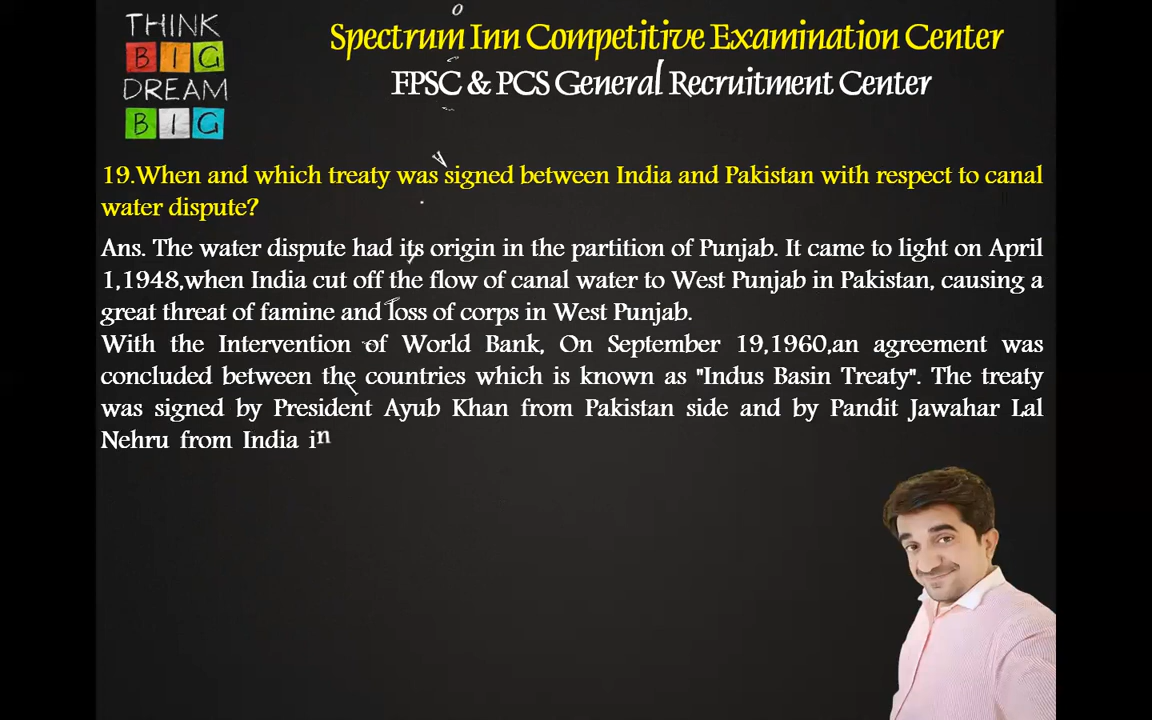 THINK
BIG
DREAM
BIG
Spectrum Inn Competitive Examination Center
FPSC & PCS General Recruitment Center
19.When and which treaty was signed between India and Pakistan with respect to canal
water dispute?
Ans. The water dispute had its origin in the partition of Punjab. It came to light on April
1,1948,when India cut off the flow of canal water to West Punjab in Pakistan, causing a
great threat of famine and loss of corps in West Punjab.
With the Intervention of World Bank, On September 19,1960,an agreement was
concluded between the countries which is known as "Indus Basin Treaty". The treaty
was signed by President Ayub Khan from Pakistan side and by Pandit Jawahar Lal
Nehru from India in